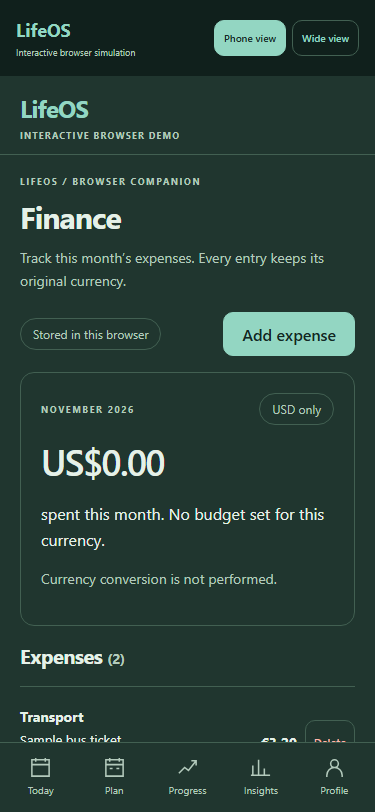 LifeOS
Interactive browser simulation
Phone view
Wide view
LifeOS
INTERACTIVE BROWSER DEMO
LIFEOS / BROWSER COMPANION
Finance
Track this month's expenses. Every entry keeps its
original currency.
Stored in this browser
Add expense
NOVEMBER 2026
USD only
US$0.00
spent this month. No budget set for this
currency.
Currency conversion is not performed.
Expenses (2)
Transport
Sample bus ticket
Today
Plan
Progress
Insights
Profile